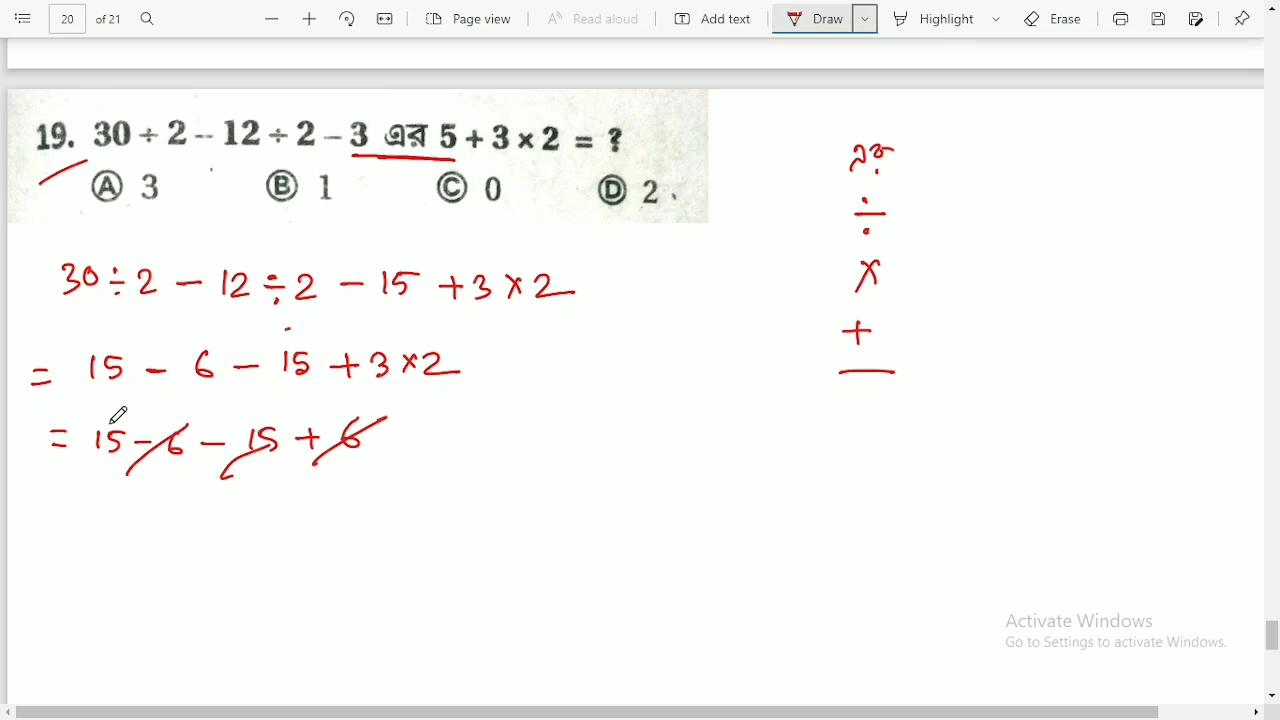 20 of 21 Page view Read aloud Add text Draw Highlight Erase
19. 30 ÷ 2 – 12 ÷ 2 – 3 এর 5 + 3 × 2 = ?
Ⓐ 3 Ⓑ 1 Ⓒ 0 Ⓓ 2
এর
÷
×
+
30 ÷ 2 – 12 ÷ 2 – 15 + 3 × 2
= 15 – 6 – 15 + 3 × 2
= 15 – 6 – 15 + 6
Activate Windows
Go to Settings to activate Windows.